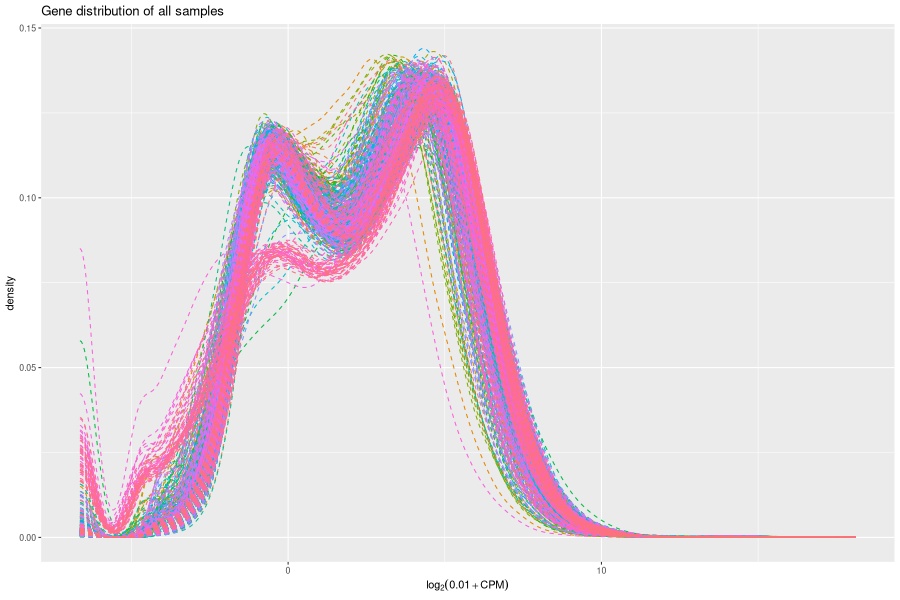 Gene distribution of all samples
0.15
0.10
density
0.05
0.00
0
10
log₂(0.01 + CPM)